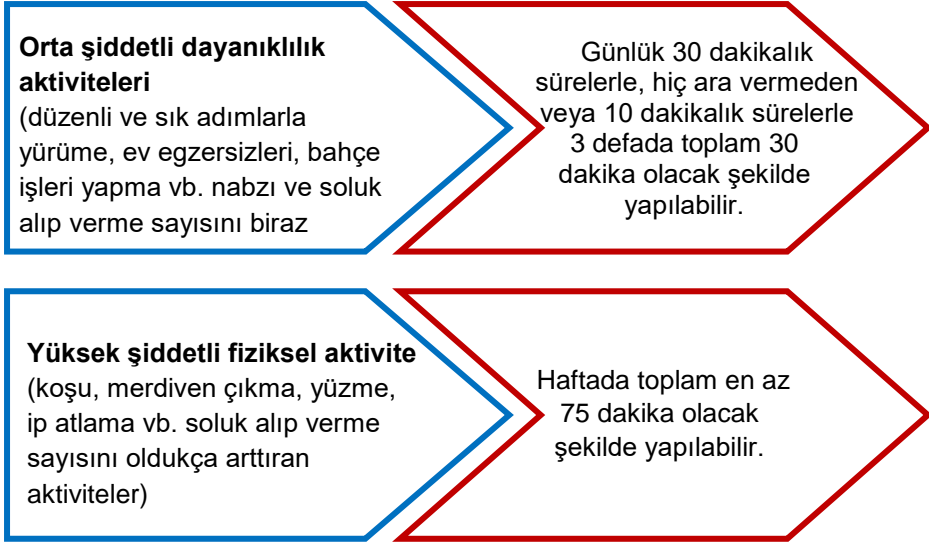 Orta şiddetli dayanıklılık
aktiviteleri
(düzenli ve sık adımlarla
yürüme, ev egzersizleri, bahçe
işleri yapma vb. nabzı ve soluk
alıp verme sayısını biraz
Günlük 30 dakikalık
sürelerle, hiç ara vermeden
veya 10 dakikalık sürelerle
3 defada toplam 30
dakika olacak şekilde
yapılabilir.
Yüksek şiddetli fiziksel aktivite
(koşu, merdiven çıkma, yüzme,
ip atlama vb. soluk alıp verme
sayısını oldukça arttıran
aktiviteler)
Haftada toplam en az
75 dakika olacak
şekilde yapılabilir.